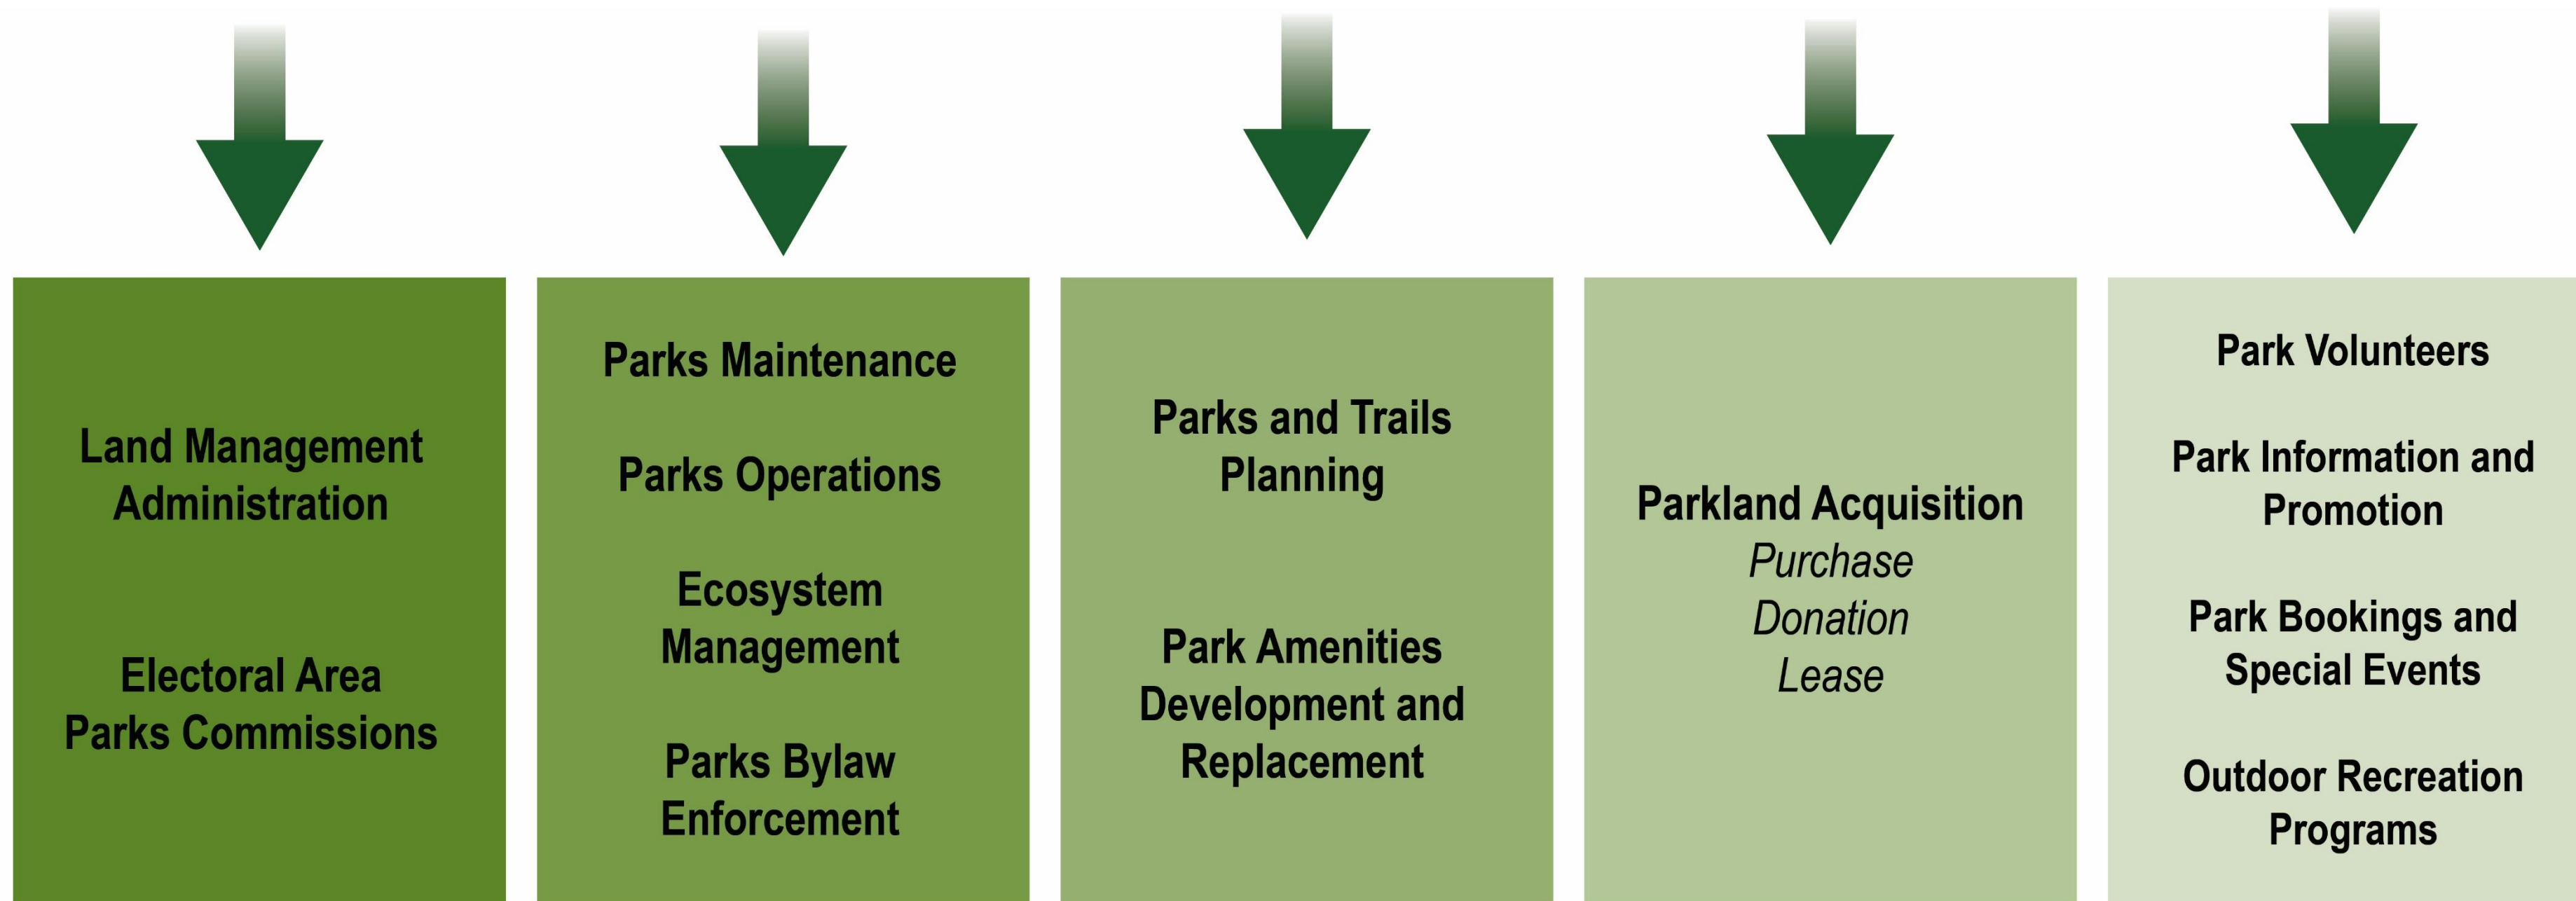 Land Management
Administration
Electoral Area
Parks Commissions
Parks Maintenance
Parks Operations
Ecosystem
Management
Parks Bylaw
Enforcement
Parks and Trails
Planning
Park Amenities
Development and
Replacement
Parkland Acquisition
Purchase
Donation
Lease
Park Volunteers
Park Information and
Promotion
Park Bookings and
Special Events
Outdoor Recreation
Programs